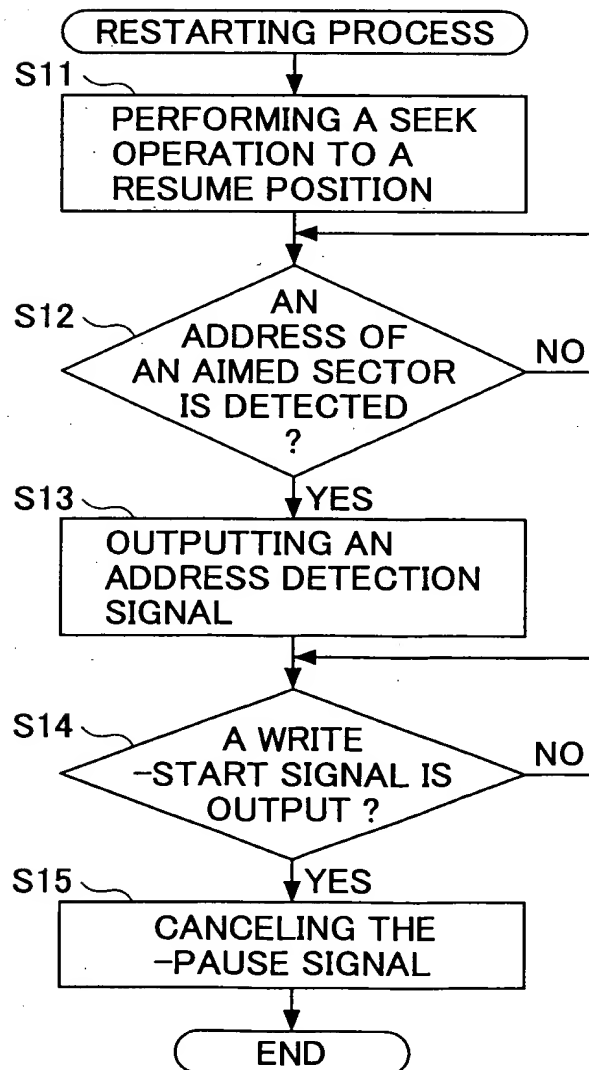 RESTARTING PROCESS
S11
PERFORMING A SEEK
OPERATION TO A
RESUME POSITION
S12
AN
ADDRESS OF
AN AIMED SECTOR
IS DETECTED
?
NO
YES
S13
OUTPUTTING AN
ADDRESS DETECTION
SIGNAL
S14
A WRITE
-START SIGNAL IS
OUTPUT ?
NO
YES
S15
CANCELING THE
-PAUSE SIGNAL
END